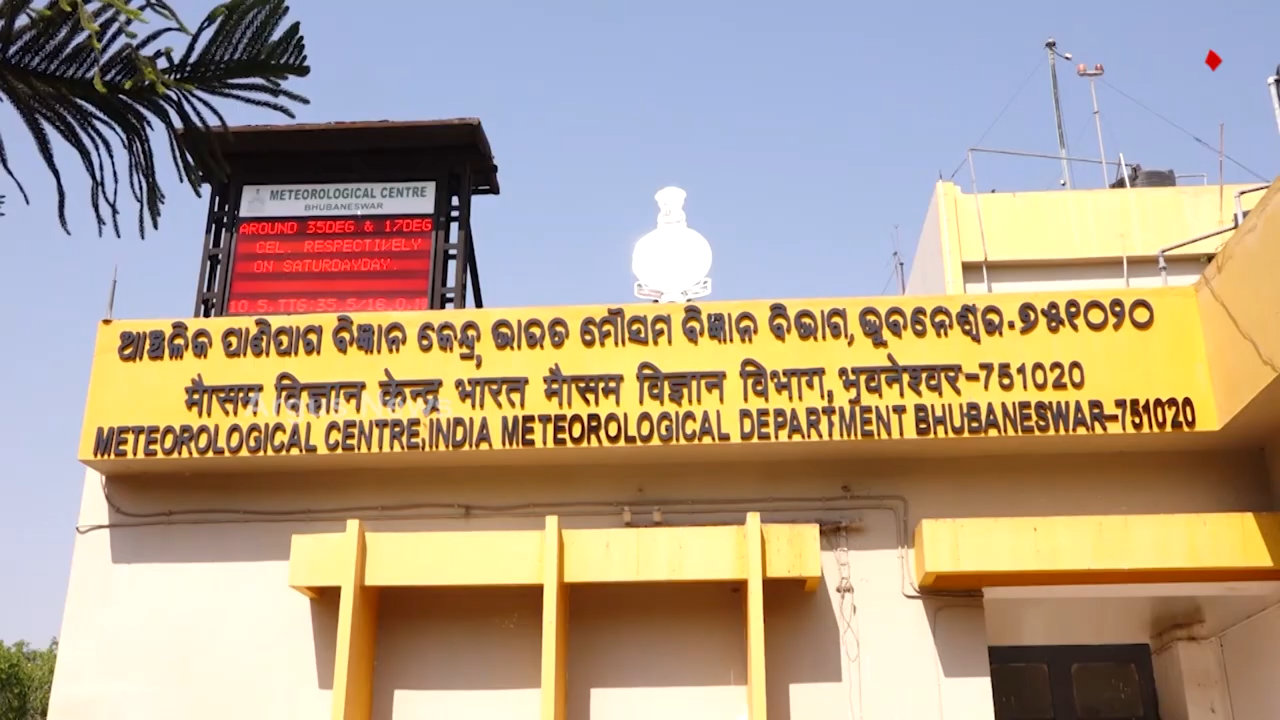 METEOROLOGICAL CENTRE
BHUBANESWAR
AROUND 35DEG & 17DEG
CEL. RESPECTIVELY
ON SATURDAYDAY.
ଆଞ୍ଚଳିକ ପାଣିପାଗ ବିଜ୍ଞାନ କେନ୍ଦ୍ର, ଭାରତ ମୌସମ ବିଜ୍ଞାନ ବିଭାଗ, ଭୁବନେଶ୍ୱର-୭୫୧୦୨୦
मौसम विज्ञान केन्द्र भारत मौसम विज्ञान विभाग, भुवनेश्वर-751020
METEOROLOGICAL CENTRE, INDIA METEOROLOGICAL DEPARTMENT BHUBANESWAR-751020